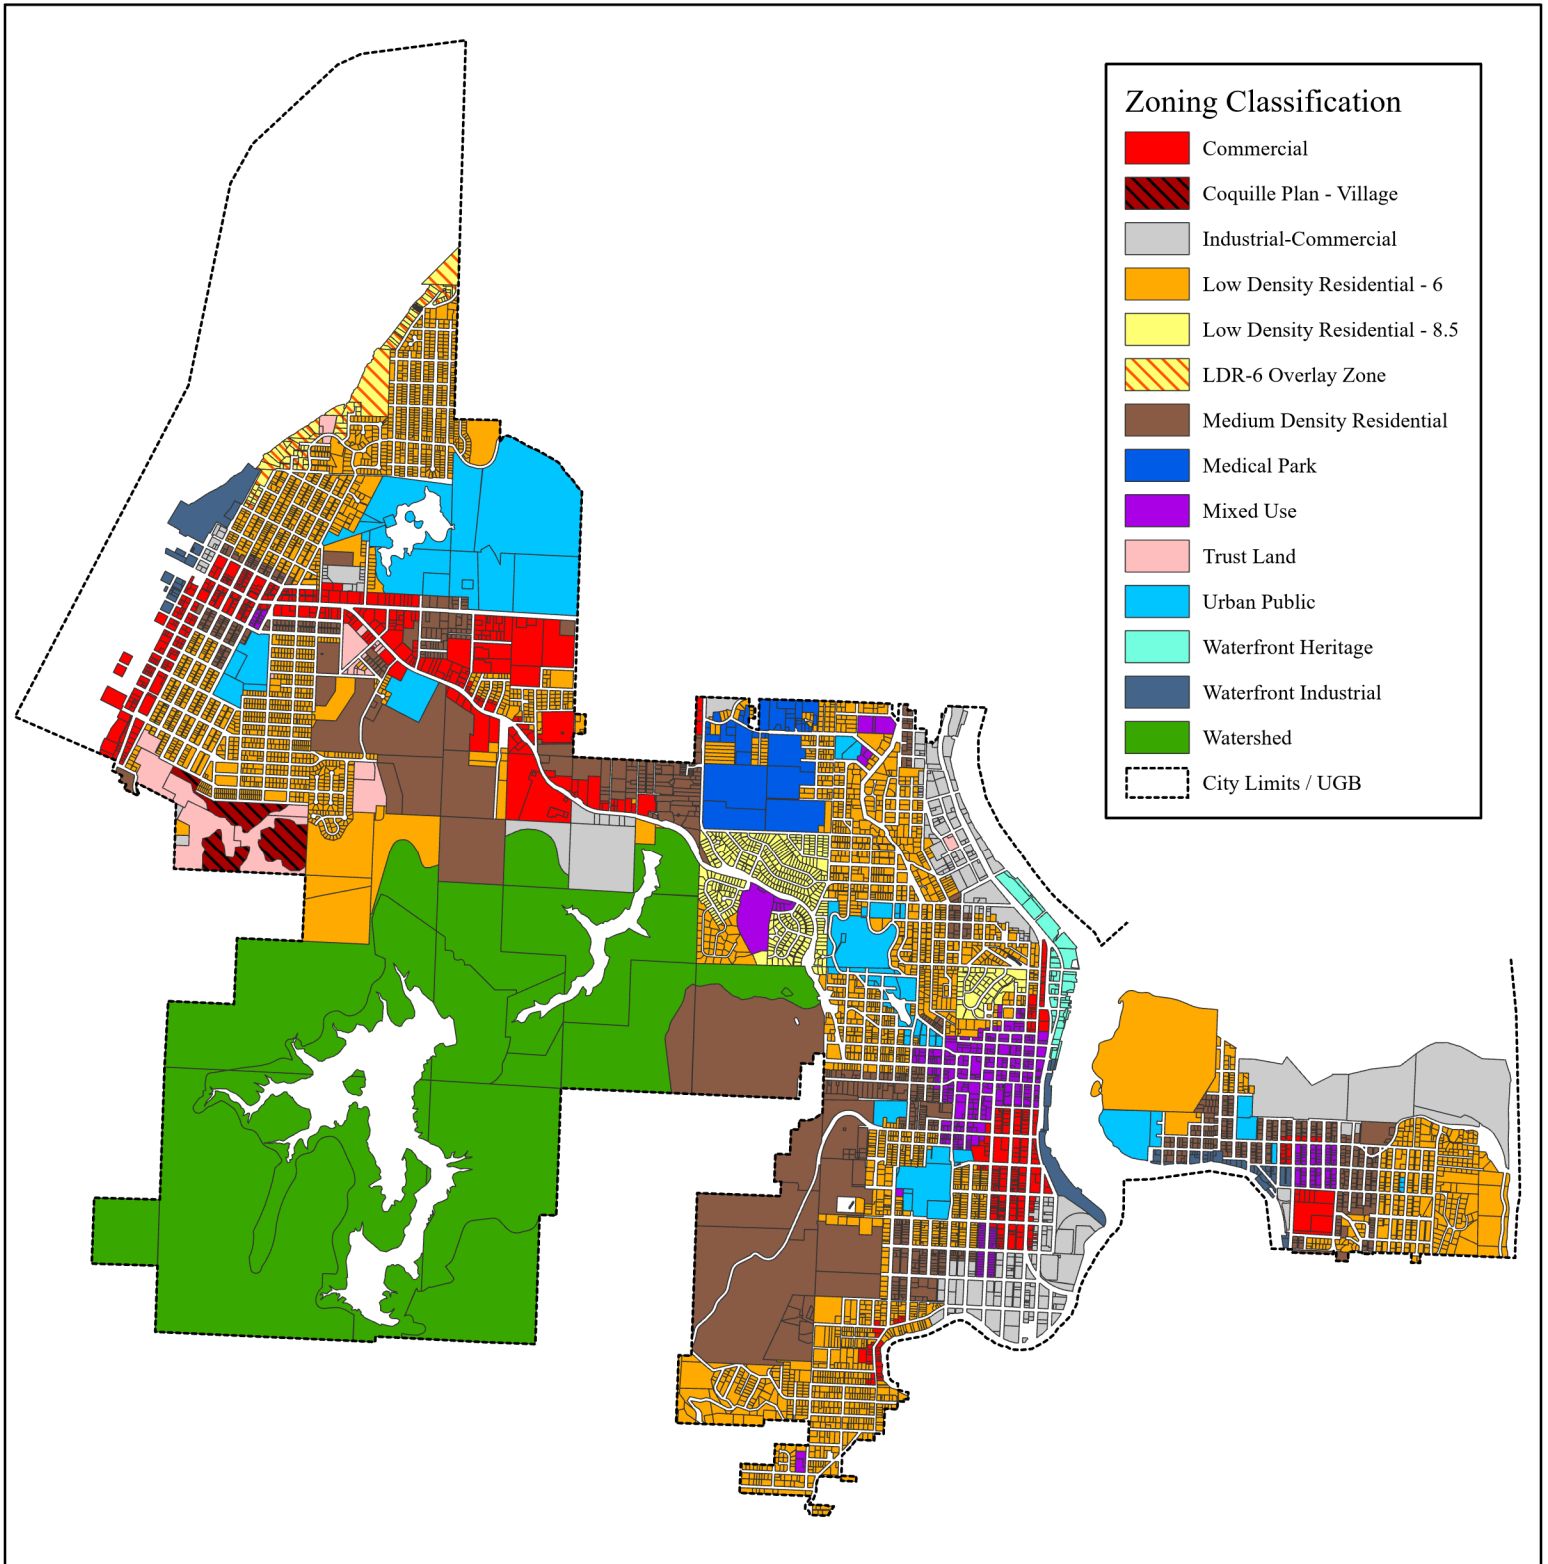 Zoning Classification
Commercial
Coquille Plan - Village
Industrial-Commercial
Low Density Residential - 6
Low Density Residential - 8.5
LDR-6 Overlay Zone
Medium Density Residential
Medical Park
Mixed Use
Trust Land
Urban Public
Waterfront Heritage
Waterfront Industrial
Watershed
City Limits / UGB